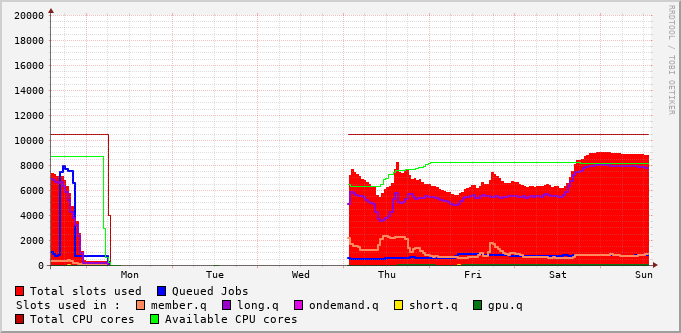 20000
18000
16000
14000
12000
10000
8000
6000
4000
2000
0
Mon Tue Wed Thu Fri Sat Sun
RRDTOOL / TOBI OETIKER
Total slots used Queued Jobs
Slots used in : member.q long.q ondemand.q short.q gpu.q
Total CPU cores Available CPU cores